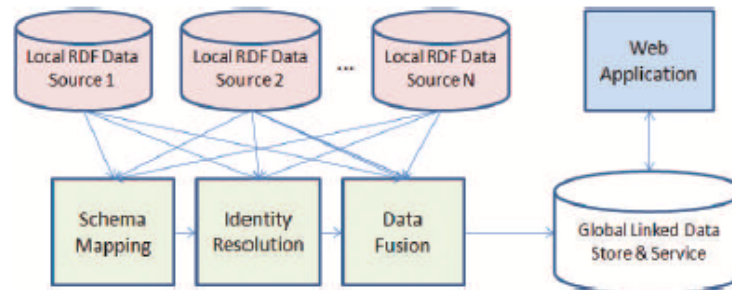 Local RDF Data
Source 1
Local RDF Data
Source 2
...
Local RDF Data
Source N
Web
Application
Schema
Mapping
Identity
Resolution
Data
Fusion
Global Linked Data
Store & Service